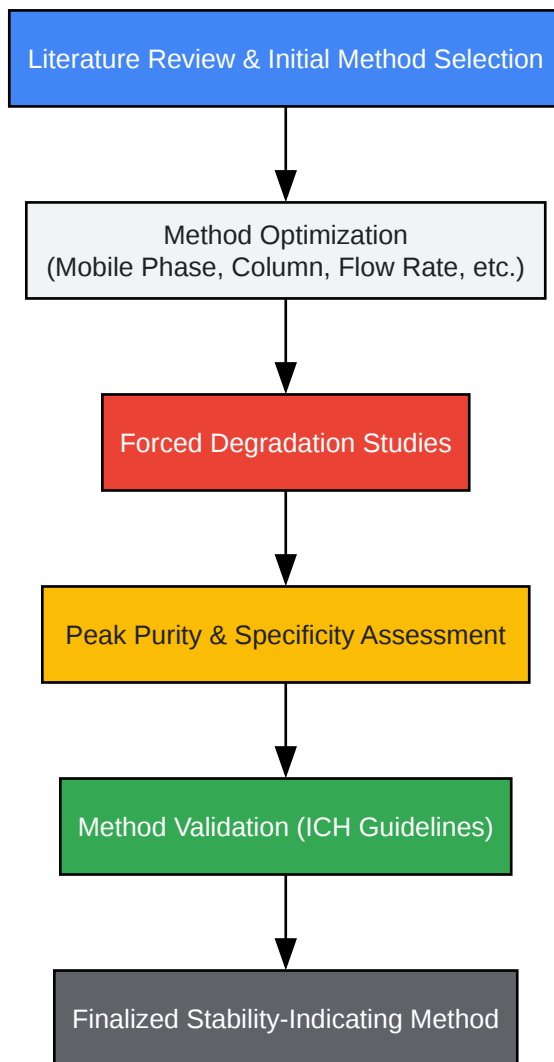 Literature Review & Initial Method Selection
Method Optimization
(Mobile Phase, Column, Flow Rate, etc.)
Forced Degradation Studies
Peak Purity & Specificity Assessment
Method Validation (ICH Guidelines)
Finalized Stability-Indicating Method